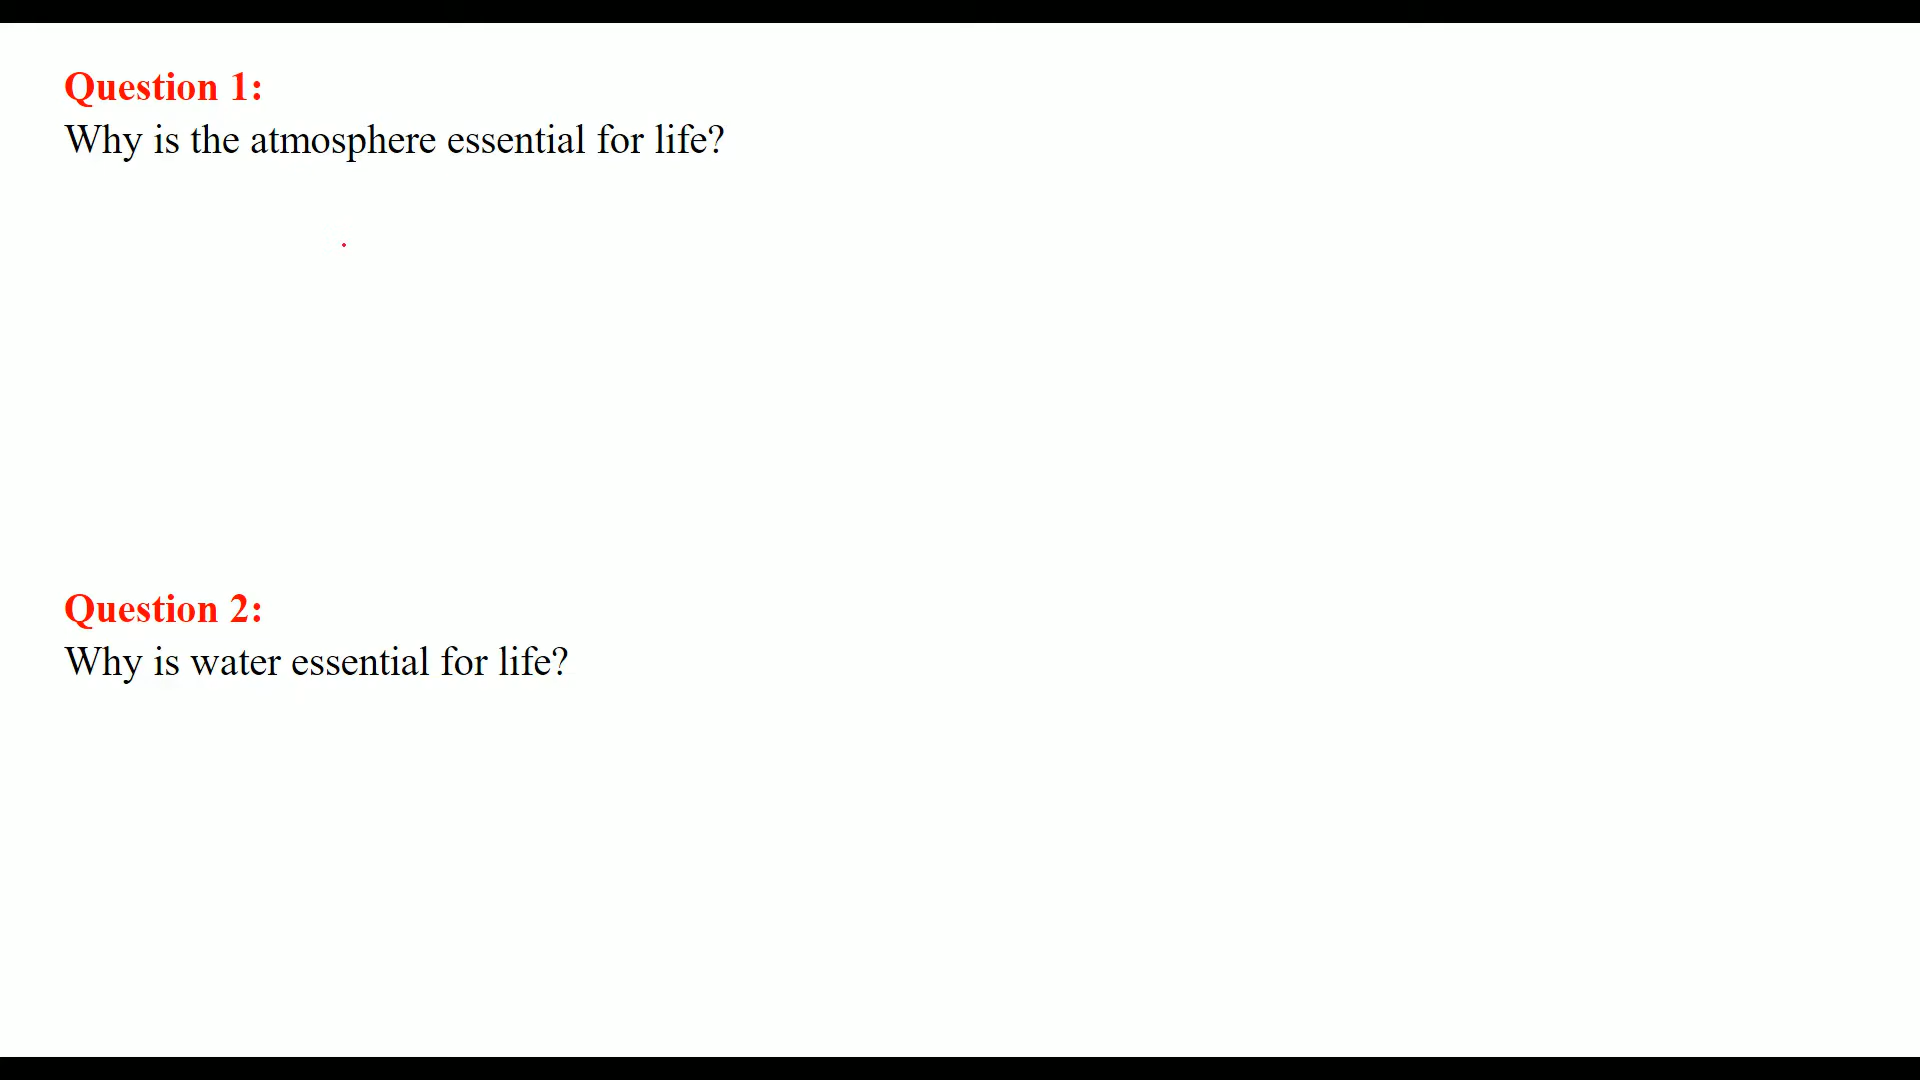 Question 1:
Why is the atmosphere essential for life?
Question 2:
Why is water essential for life?